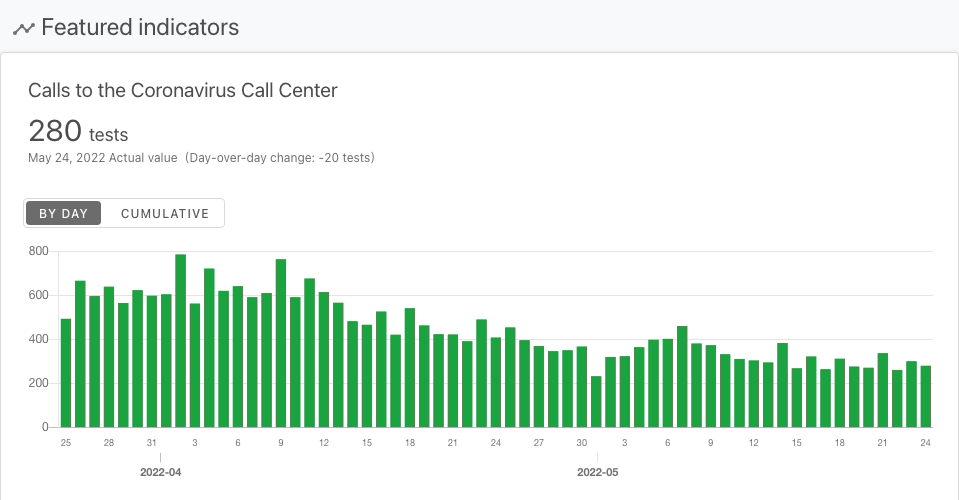 Featured indicators
Calls to the Coronavirus Call Center
280 tests
May 24, 2022 Actual value (Day-over-day change: -20 tests)
BY DAY CUMULATIVE
800
600
400
200
0
25 28 31 3 6 9 12 15 18 21 24 27 30 3 6 9 12 15 18 21 24
2022-04 2022-05